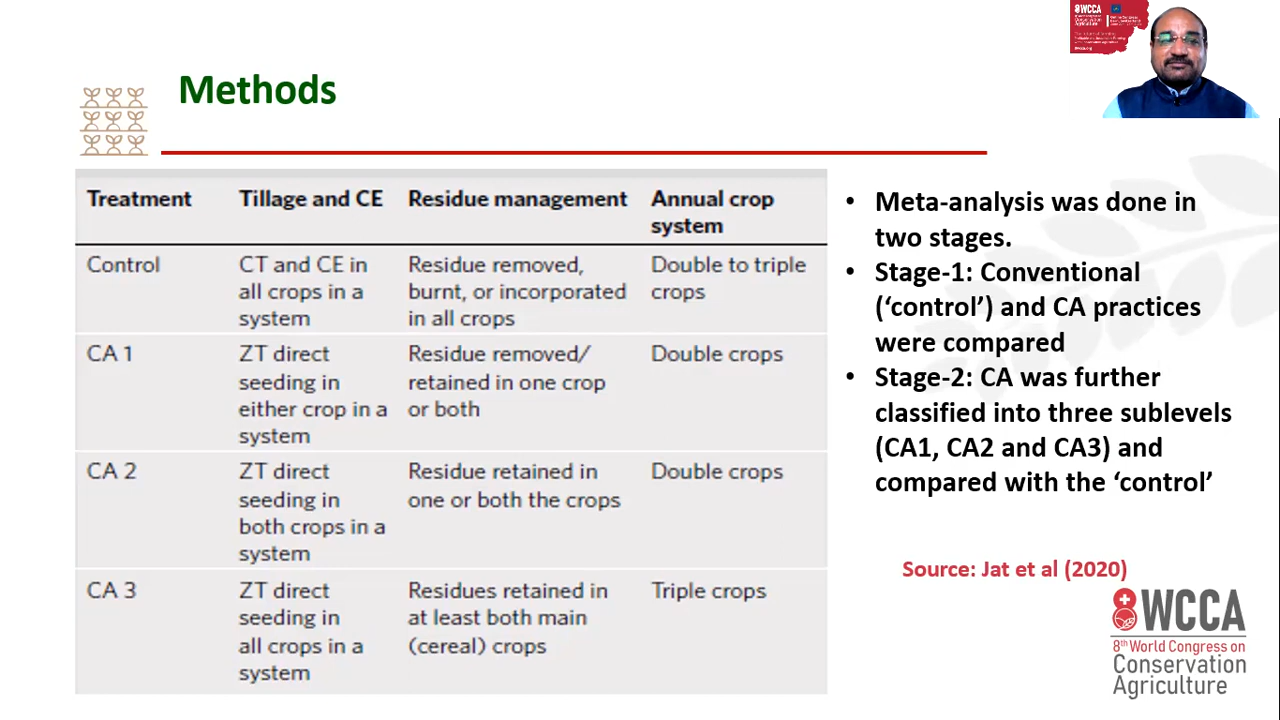 8WCCA
Methods
Treatment
Tillage and CE
Residue management
Annual crop
system
Control
CT and CE in
all crops in a
system
Residue removed,
burnt, or incorporated
in all crops
Double to triple
crops
CA 1
ZT direct
seeding in
either crop in a
system
Residue removed/
retained in one crop
or both
Double crops
CA 2
ZT direct
seeding in
both crops in a
system
Residue retained in
one or both the crops
Double crops
CA 3
ZT direct
seeding in
all crops in a
system
Residues retained in
at least both main
(cereal) crops
Triple crops
• Meta-analysis was done in
two stages.
• Stage-1: Conventional
(‘control’) and CA practices
were compared
• Stage-2: CA was further
classified into three sublevels
(CA1, CA2 and CA3) and
compared with the ‘control’
Source: Jat et al (2020)
8WCCA
8th World Congress on
Conservation
Agriculture